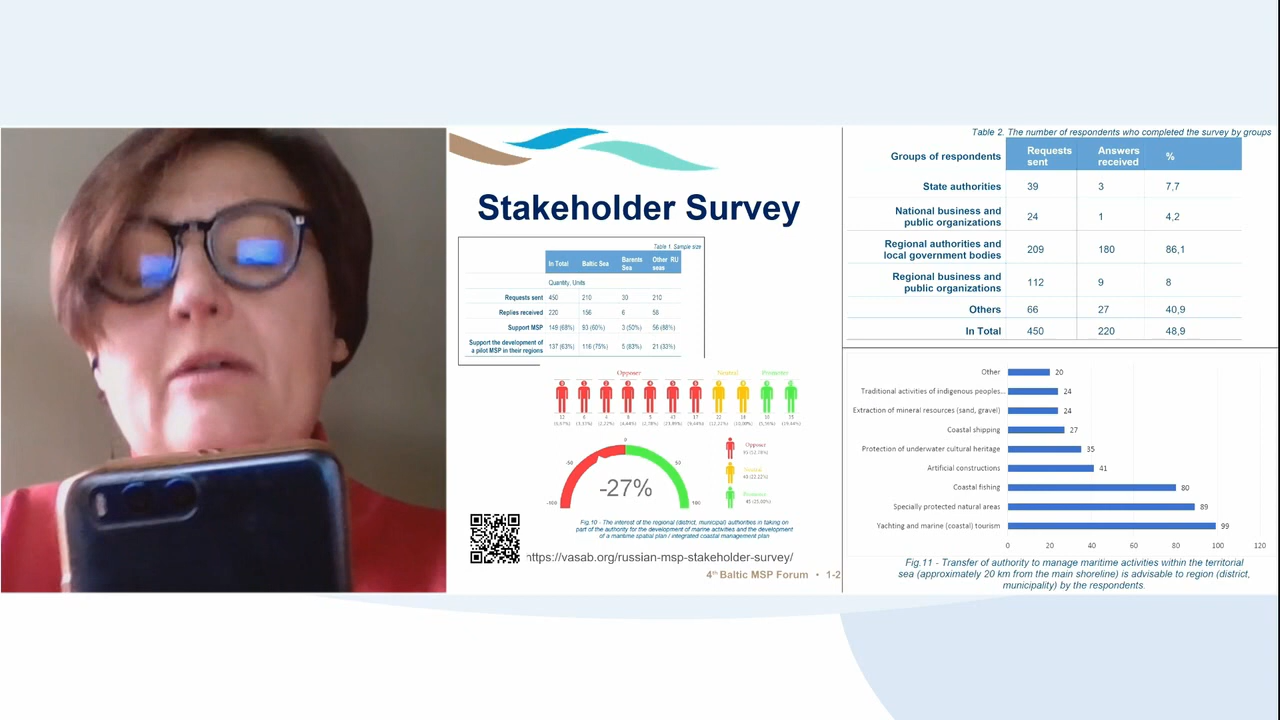 Stakeholder Survey
Table 1. Sample size
In Total Baltic Sea Barents Sea Other RU seas
Quantity, Units
Requests sent 450 210 30 210
Replies received 220 156 6 58
Support MSP 149 (68%) 93 (60%) 3 (50%) 56 (88%)
Support the development of
a pilot MSP in their regions 137 (63%) 116 (75%) 5 (83%) 21 (33%)
Opposer Neutral Promoter
0
-50 50
-100 100
-27%
Opposer
Neutral
Promoter
Fig.10 - The interest of the regional (district, municipal) authorities in taking on
part of the authority for the development of marine activities and the development
of a maritime spatial plan / integrated coastal management plan
https://vasab.org/russian-msp-stakeholder-survey/
4th Baltic MSP Forum • 1-2
Table 2. The number of respondents who completed the survey by groups
Groups of respondents Requests sent Answers received %
State authorities 39 3 7,7
National business and
public organizations 24 1 4,2
Regional authorities and
local government bodies 209 180 86,1
Regional business and
public organizations 112 9 8
Others 66 27 40,9
In Total 450 220 48,9
Other 20
Traditional activities of indigenous peoples... 24
Extraction of mineral resources (sand, gravel) 24
Coastal shipping 27
Protection of underwater cultural heritage 35
Artificial constructions 41
Coastal fishing 80
Specially protected natural areas 89
Yachting and marine (coastal) tourism 99
0 20 40 60 80 100 120
Fig.11 - Transfer of authority to manage maritime activities within the territorial
sea (approximately 20 km from the main shoreline) is advisable to region (district,
municipality) by the respondents.